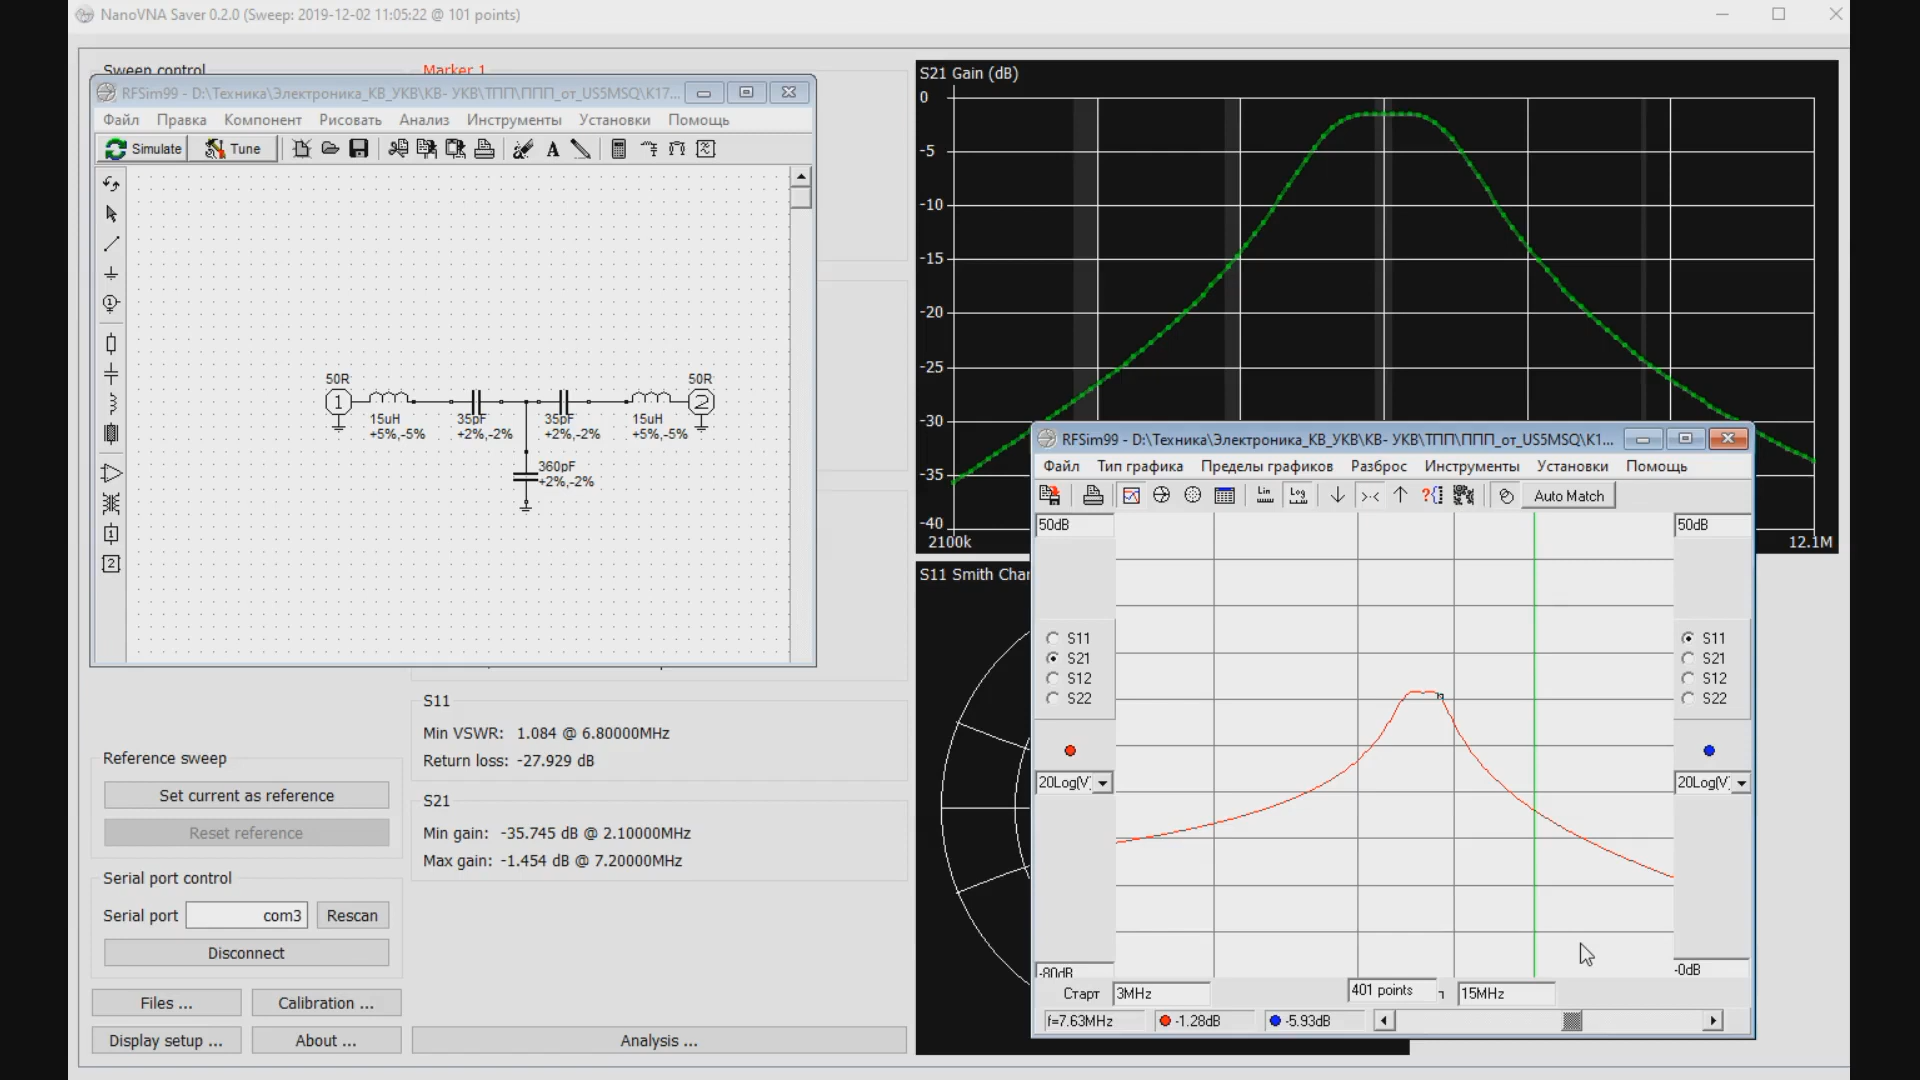 NanoVNA Saver 0.2.0 (Sweep: 2019-12-02 11:05:22 @ 101 points)
Sweep control
Marker 1
RFSim99 - D:\Техника\Электроника_КВ_УКВ\КВ- УКВ\ТПП\ППП_от_US5MSQ\K17...
Файл Правка Компонент Рисовать Анализ Инструменты Установки Помощь
Simulate Tune
50R
1
15uH
+5%,-5%
35pF
+2%,-2%
35pF
+2%,-2%
15uH
+5%,-5%
50R
2
360pF
+2%,-2%
S21 Gain (dB)
0
-5
-10
-15
-20
-25
-30
-35
-40
2100k
12.1M
S11 Smith Char
RFSim99 - D:\Техника\Электроника_КВ_УКВ\КВ- УКВ\ТПП\ППП_от_US5MSQ\K1...
Файл Тип графика Пределы графиков Разброс Инструменты Установки Помощь
Lin Log Auto Match
50dB
50dB
S11
S21
S12
S22
S11
S21
S12
S22
20Log(V)
20Log(V)
-80dB
-0dB
Старт 3MHz 401 points 15MHz
f=7.63MHz -1.28dB -5.93dB
S11
Min VSWR: 1.084 @ 6.80000MHz
Return loss: -27.929 dB
S21
Min gain: -35.745 dB @ 2.10000MHz
Max gain: -1.454 dB @ 7.20000MHz
Reference sweep
Set current as reference
Reset reference
Serial port control
Serial port com3 Rescan
Disconnect
Files ... Calibration ...
Display setup ... About ... Analysis ...